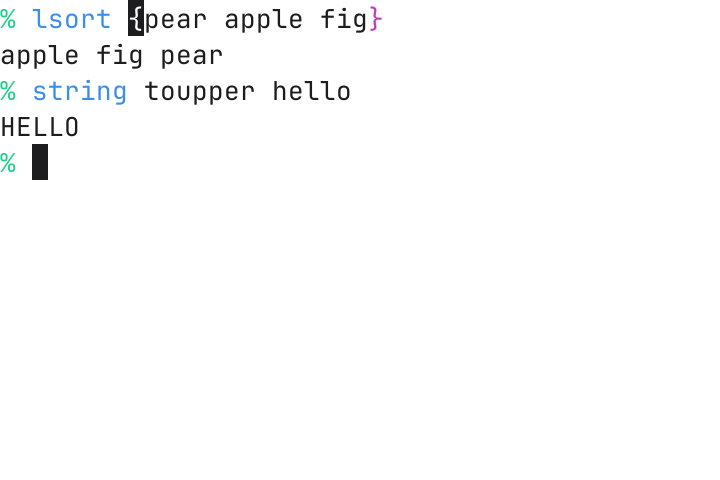 % lsort {pear apple fig}
apple fig pear
% string toupper hello
HELLO
%